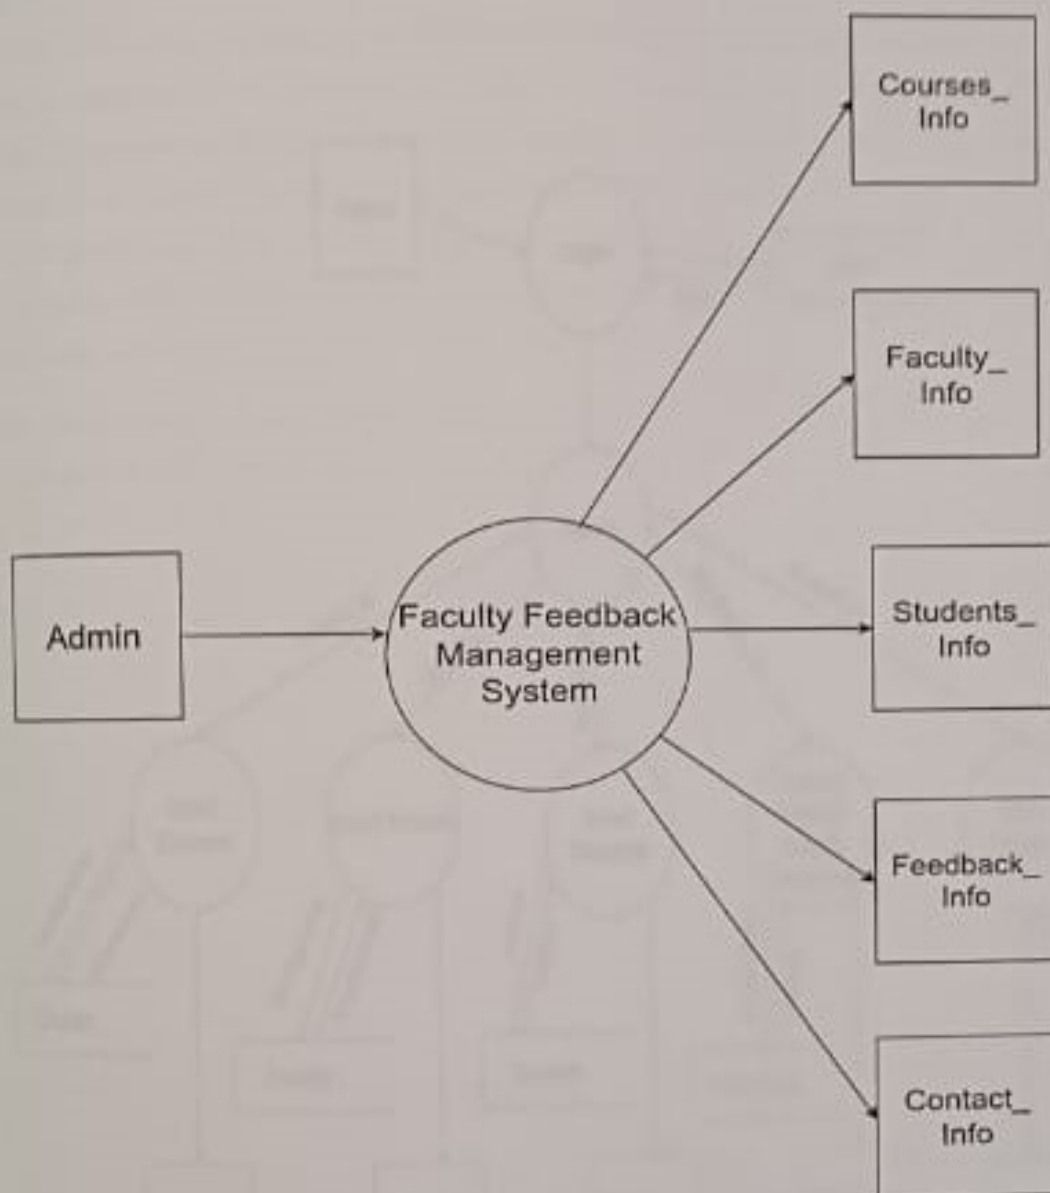 Courses_
Info
Faculty_
Info
Admin
Faculty Feedback
Management
System
Students_
Info
Feedback_
Info
Contact_
Info